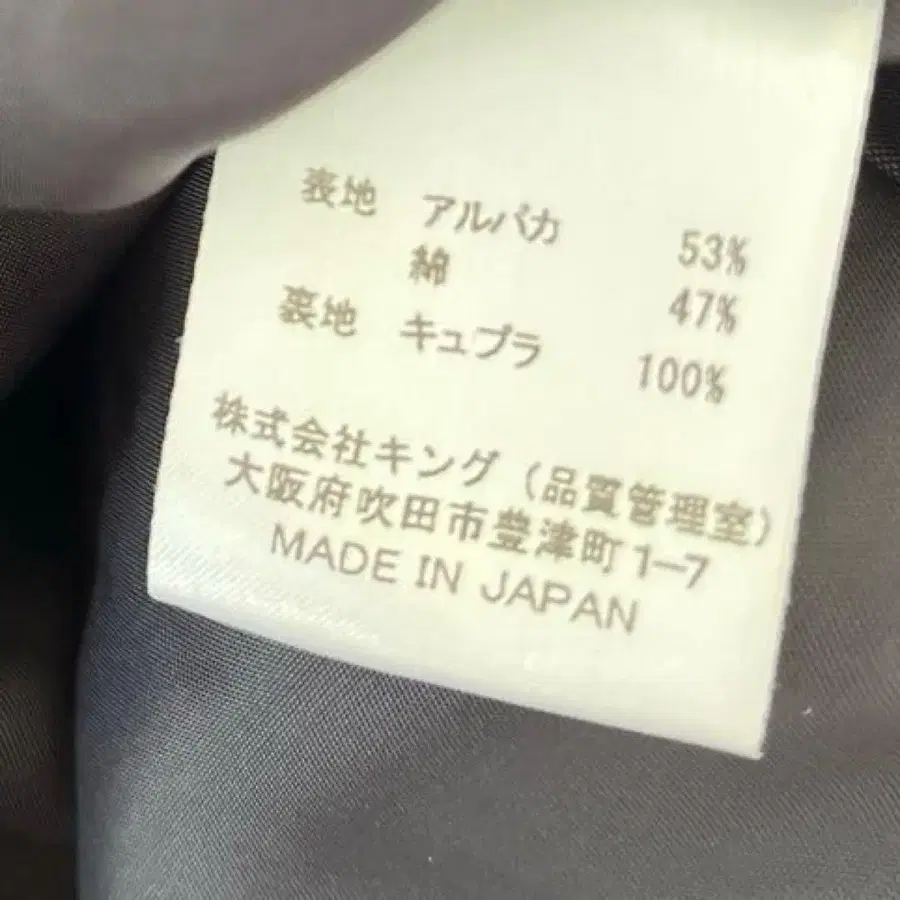 表地 アルパカ 53%
綿 47%
裏地 キュプラ 100%
株式会社キング（品質管理室）
大阪府吹田市豊津町1-7
MADE IN JAPAN